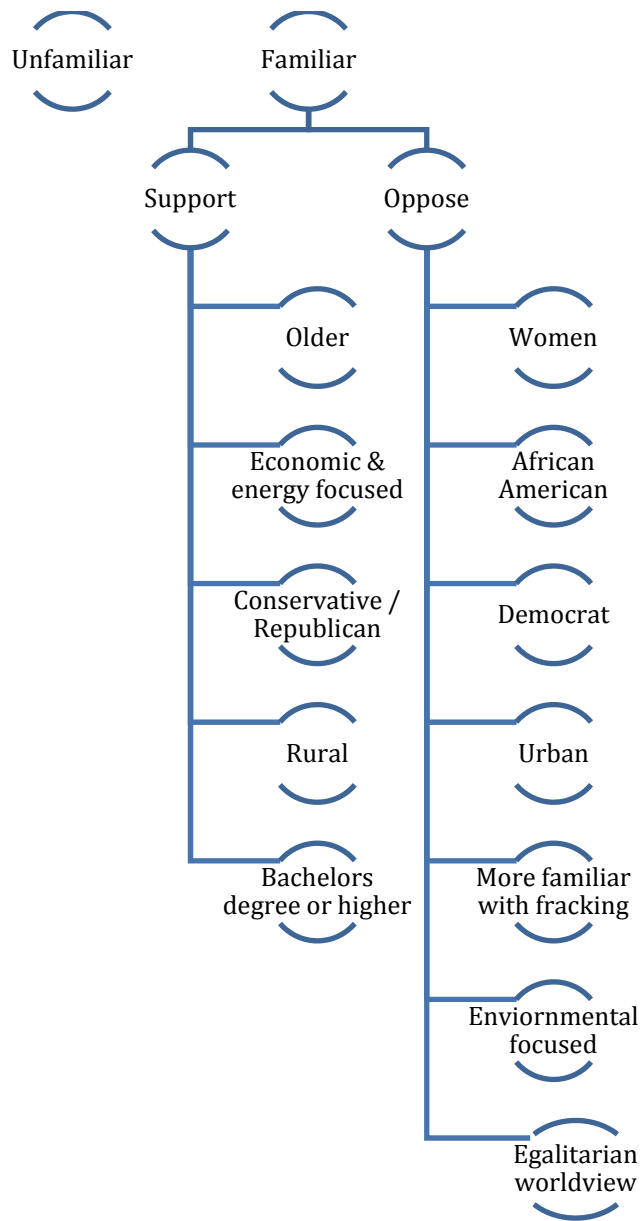 Unfamiliar
Familiar
Support
Oppose
Older
Women
Economic &
energy focused
African
American
Conservative /
Republican
Democrat
Rural
Urban
Bachelors
degree or higher
More familiar
with fracking
Enviornmental
focused
Egalitarian
worldview